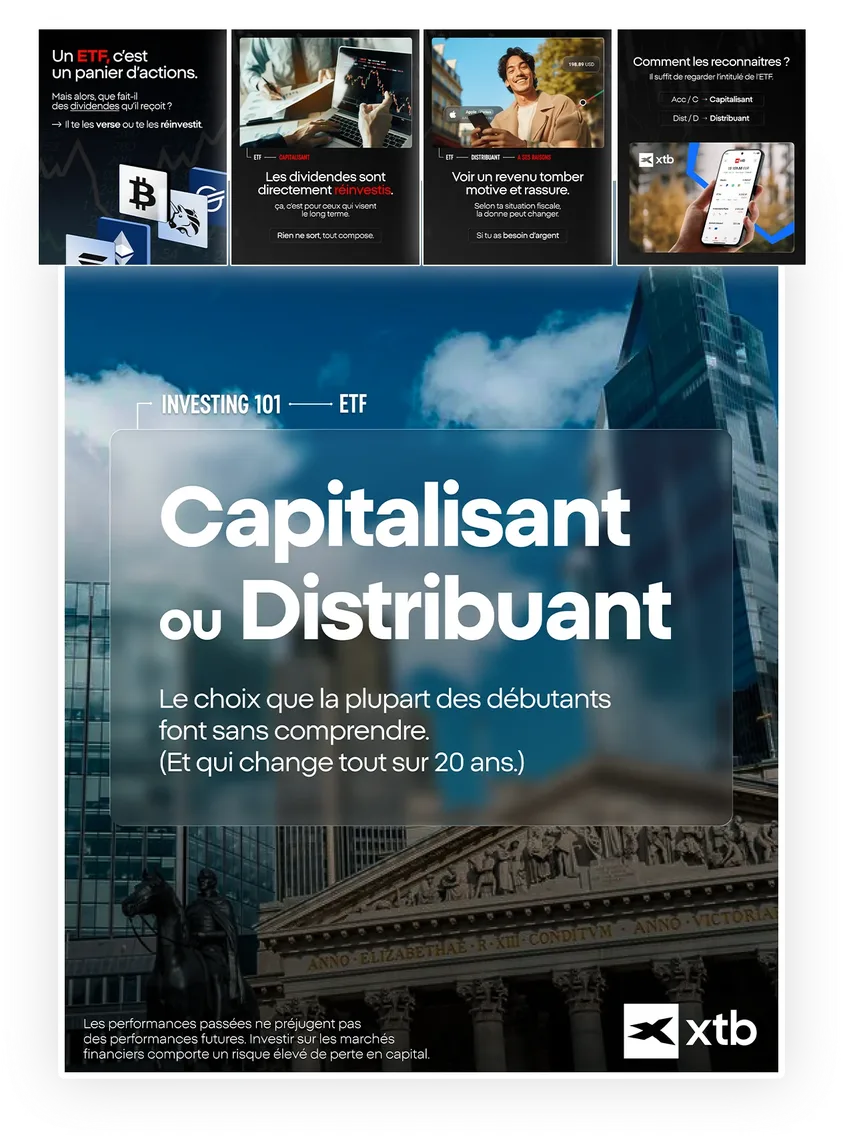 Un ETF, c'est
un panier d'actions.
Mais alors, que fait-il
des dividendes qu'il reçoit ?
→ Il te les verse ou te les réinvestit.
ETF — CAPITALISANT
Les dividendes sont
directement réinvestis.
ça, c'est pour ceux qui visent
le long terme.
Rien ne sort, tout compose.
198.89 USD
Apple
ETF — DISTRIBUANT — A SES RAISONS
Voir un revenu tomber
motive et rassure.
Selon ta situation fiscale,
la donne peut changer.
Si tu as besoin d'argent
Comment les reconnaitres ?
Il suffit de regarder l'intitulé de l'ETF.
Acc / C → Capitalisant
Dist / D → Distribuant
xtb
INVESTING 101 — ETF
Capitalisant
ou Distribuant
Le choix que la plupart des débutants
font sans comprendre.
(Et qui change tout sur 20 ans.)
ANNO · ELIZABETHAE · R · XIII · CONDITVM · ANNO · VICTORIAE
Les performances passées ne préjugent pas
des performances futures. Investir sur les marchés
financiers comporte un risque élevé de perte en capital.
xtb